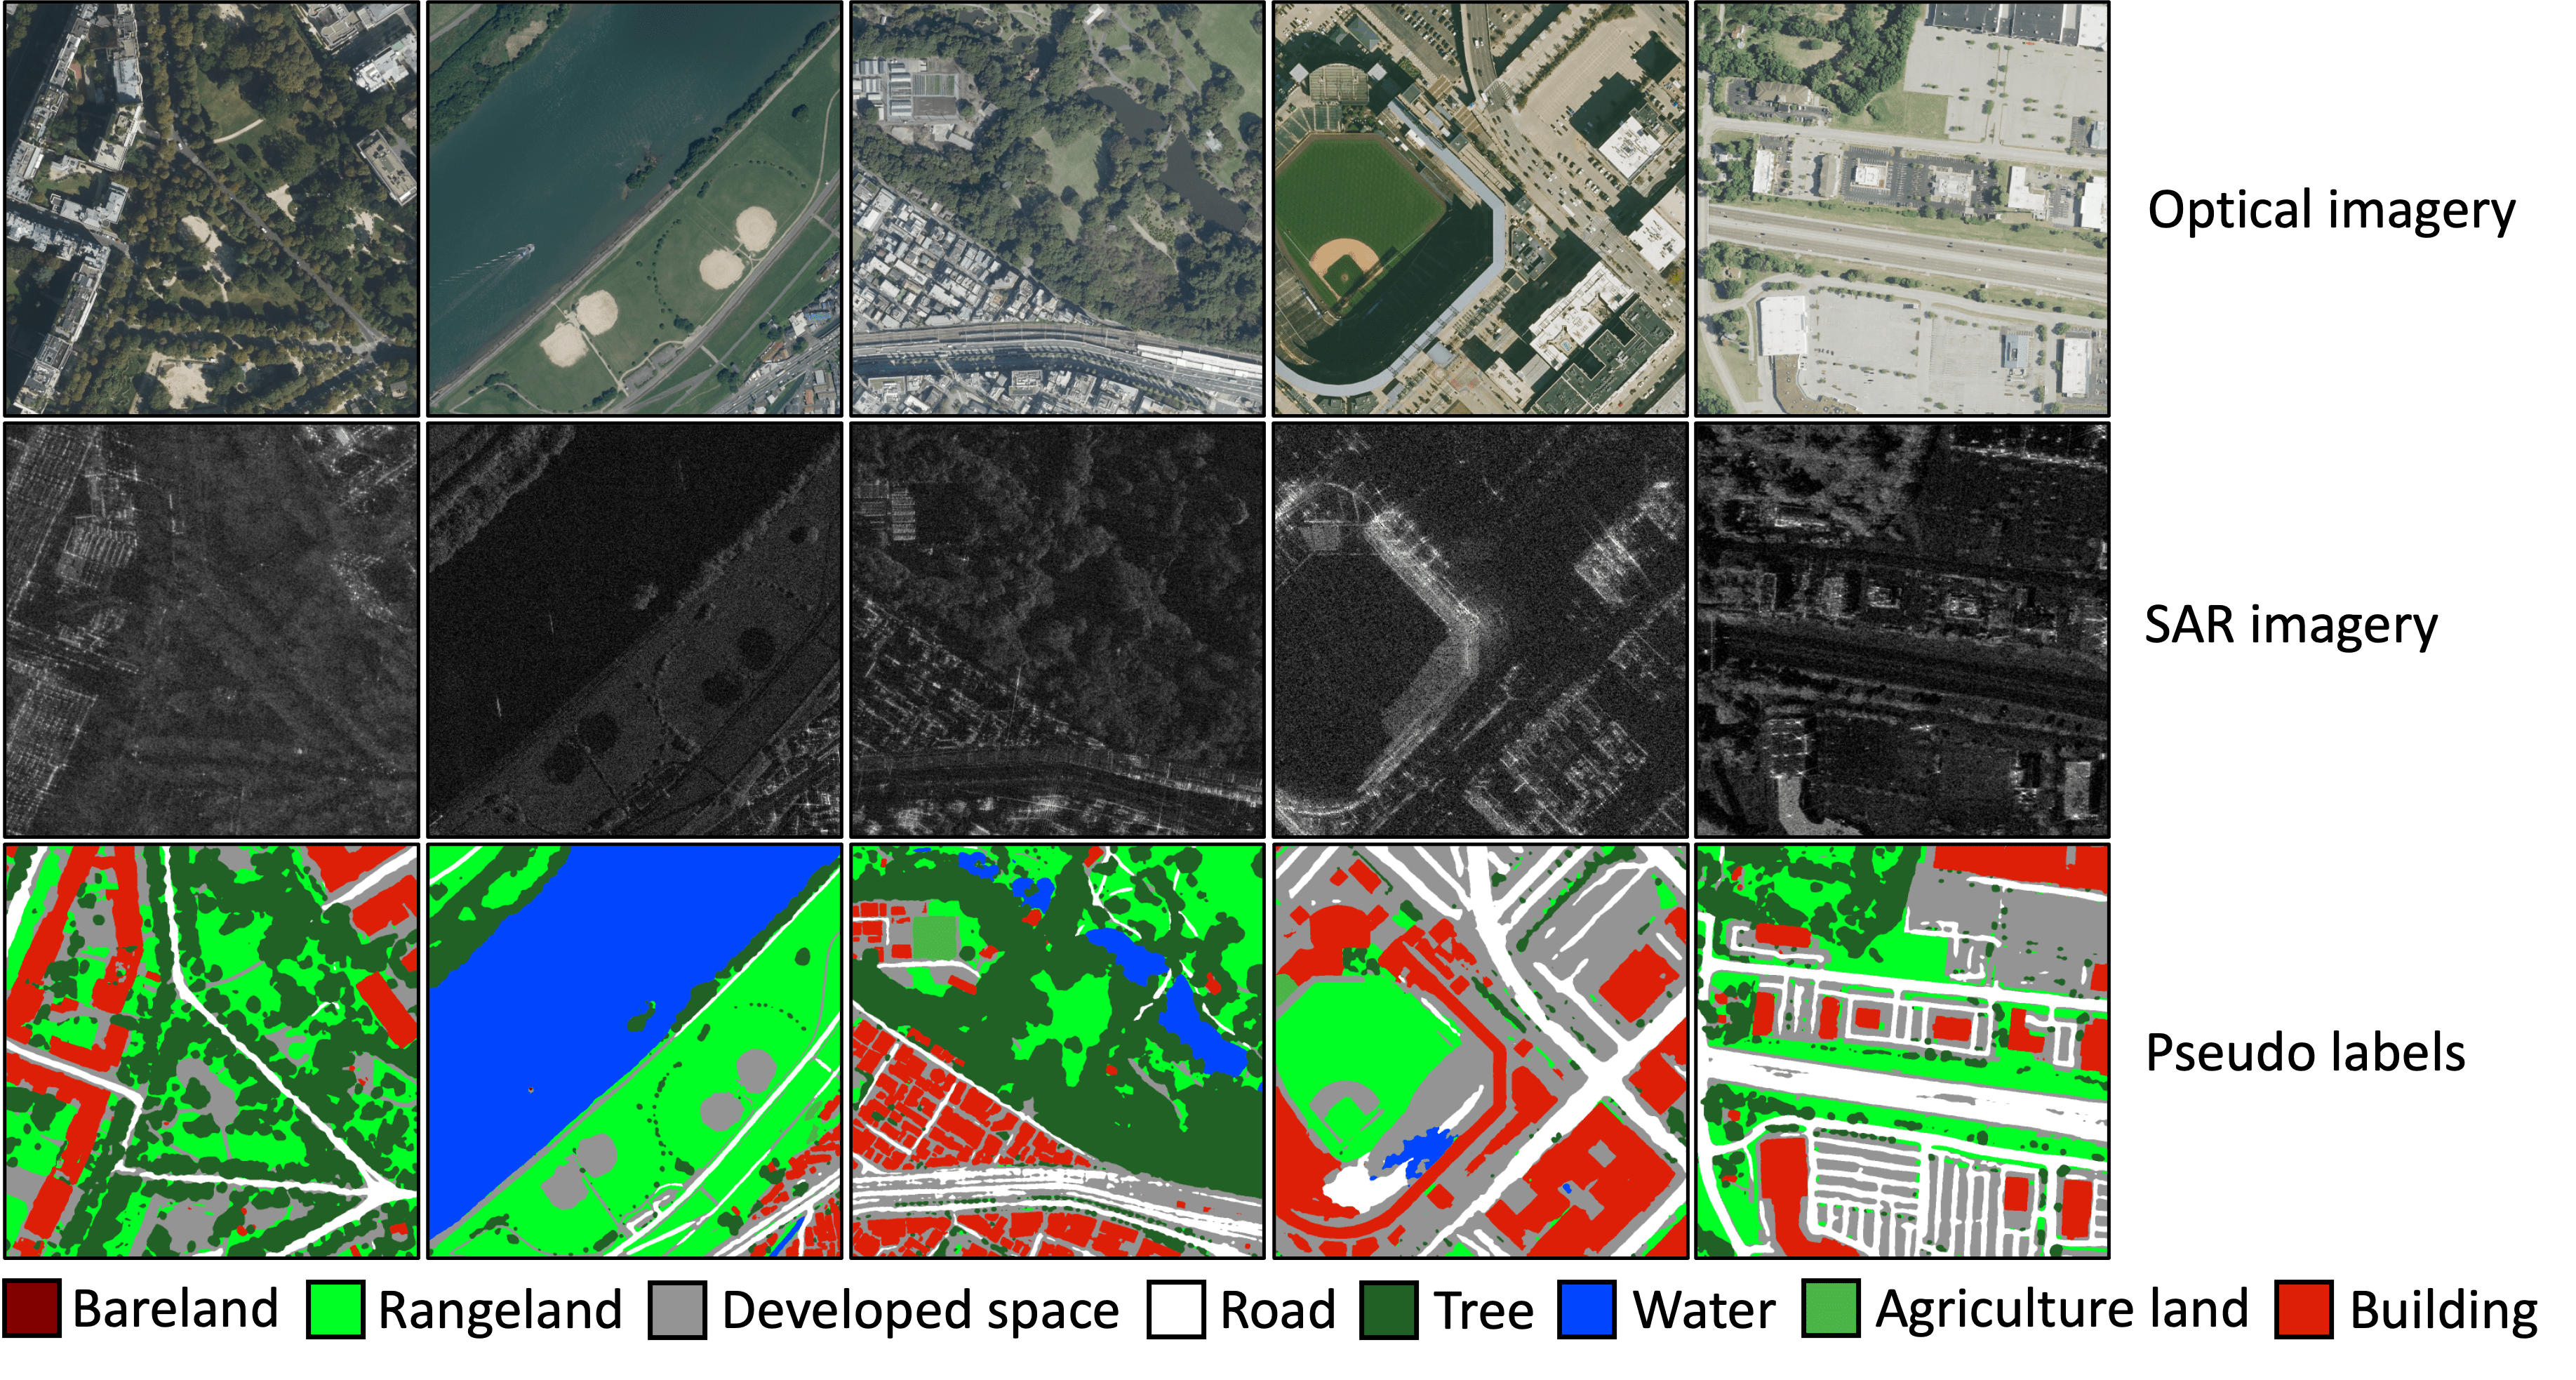 Optical imagery
SAR imagery
Pseudo labels
Bareland Rangeland Developed space Road Tree Water Agriculture land Building